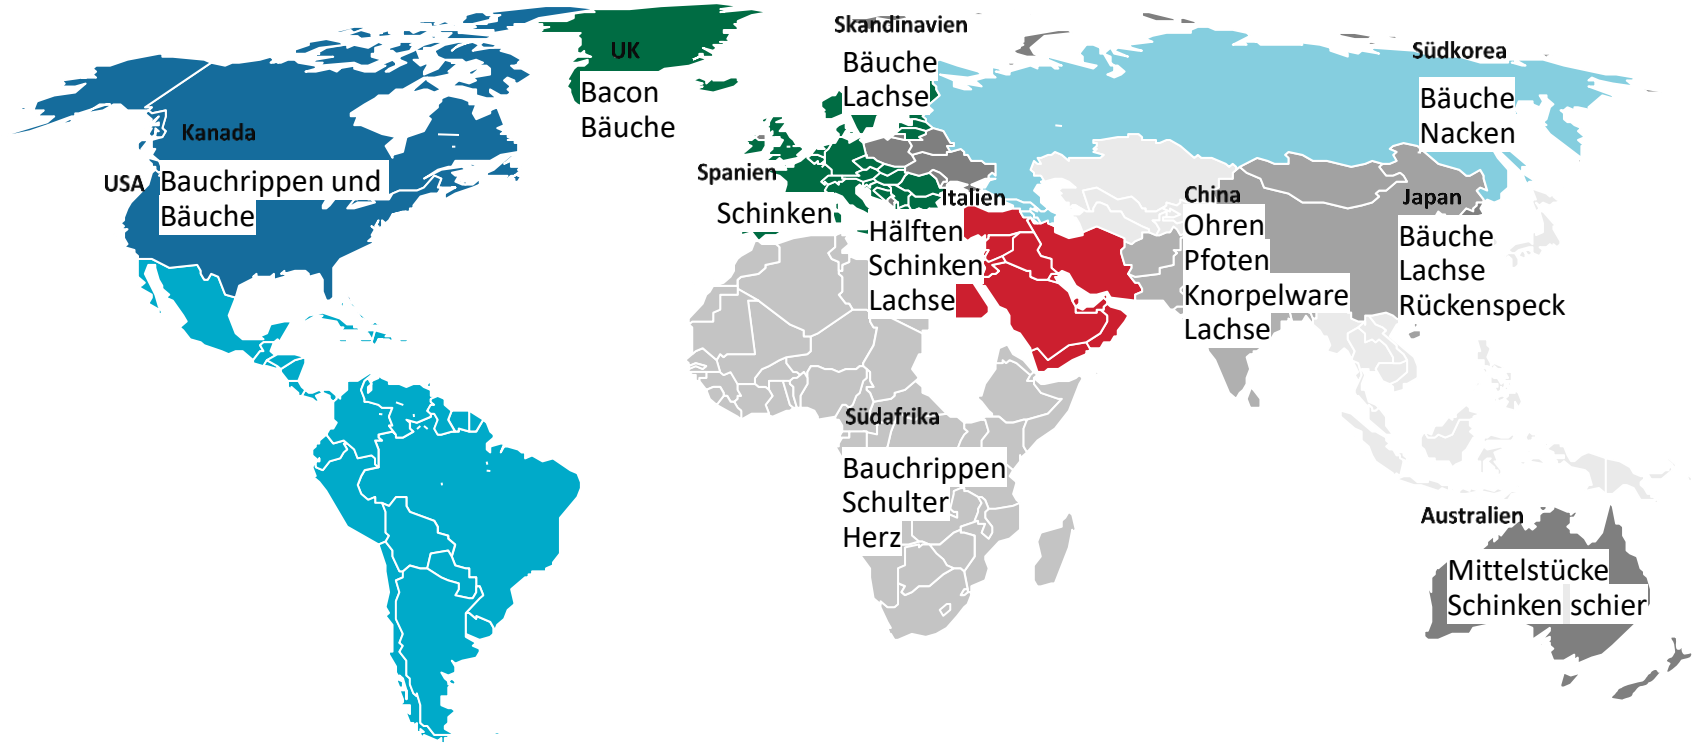 UK
Bacon
Bäuche
Kanada
USA
Bauchrippen und
Bäuche
Skandinavien
Bäuche
Lachse
Spanien
Schinken
Italien
Hälften
Schinken
Lachse
Südafrika
Bauchrippen
Schulter
Herz
China
Ohren
Pfoten
Knorpelware
Lachse
Südkorea
Bäuche
Nacken
Japan
Bäuche
Lachse
Rückenspeck
Australien
Mittelstücke
Schinken schier